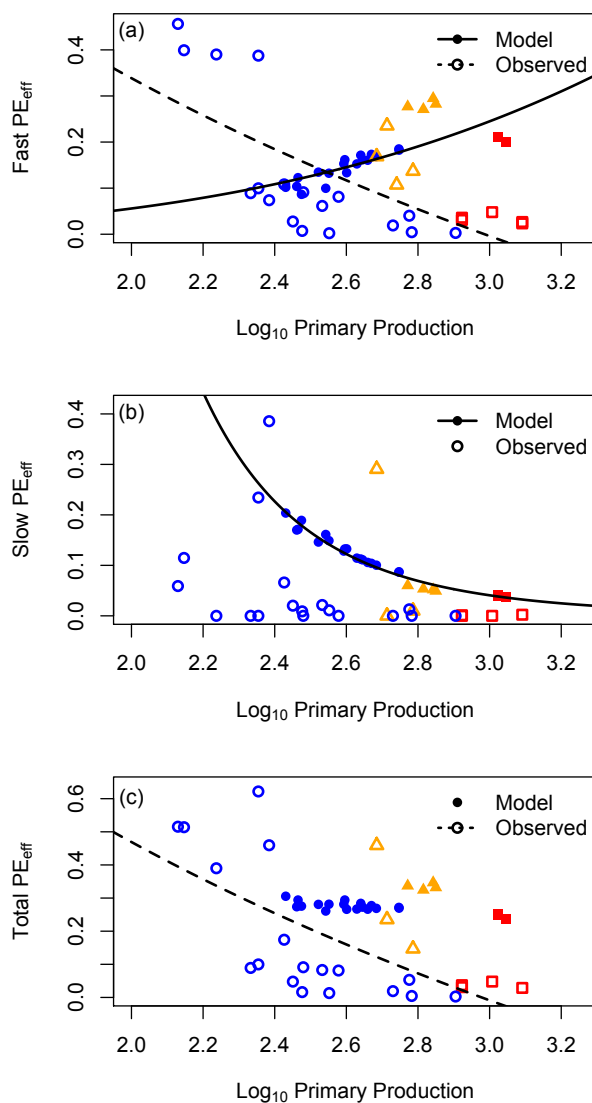 (a)
Model
Observed
Fast PEeff
0.0 0.2 0.4
2.0 2.2 2.4 2.6 2.8 3.0 3.2
Log10 Primary Production
(b)
Model
Observed
Slow PEeff
0.0 0.1 0.2 0.3 0.4
2.0 2.2 2.4 2.6 2.8 3.0 3.2
Log10 Primary Production
(c)
Model
Observed
Total PEeff
0.0 0.2 0.4 0.6
2.0 2.2 2.4 2.6 2.8 3.0 3.2
Log10 Primary Production